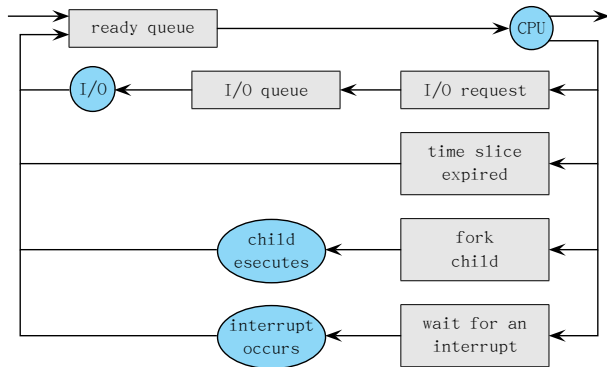 ready queue
CPU
I/O
I/O queue
I/O request
time slice
expired
child
esecutes
fork
child
interrupt
occurs
wait for an
interrupt